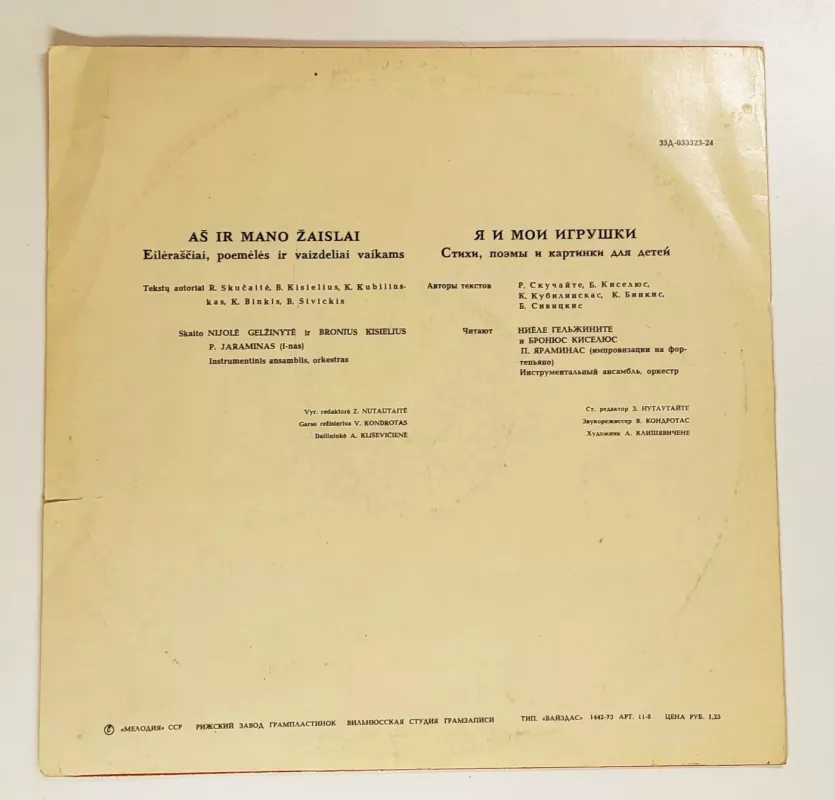 33Д-033323-24
AŠ IR MANO ŽAISLAI
Eilėraščiai, poemėlės ir vaizdeliai vaikams
Tekstų autoriai R. Skučaitė, B. Kisielius, K. Kubilins-
kas, K. Binkis, B. Sivickis
Skaito NIJOLĖ GELŽINYTĖ ir BRONIUS KISIELIUS
P. JARAMINAS (f-nas)
Instrumentinis ansamblis, orkestras
Vyr. redaktorė Z. NUTAUTAITĖ
Garso režisierius V. KONDROTAS
Dailininkė A. KLIŠEVIČIENĖ
Я И МОИ ИГРУШКИ
Стихи, поэмы и картинки для детей
Авторы текстов Р. Скучайте, Б. Киселюс,
К. Кубилинскас, К. Бинкис,
Б. Сивицкис
Читают НИЁЛЕ ГЕЛЬЖИНИТЕ
и БРОНЮС КИСЕЛЮС
П. ЯРАМИНАС (импровизации на фор-
тепьяно)
Инструментальный ансамбль, оркестр
Ст. редактор З. НУТАУТАЙТЕ
Звукорежиссер В. КОНДРОТАС
Художник А. КЛИШЯВИЧЕНЕ
«МЕЛОДИЯ» ССР РИЖСКИЙ ЗАВОД ГРАМПЛАСТИНОК ВИЛЬНЮССКАЯ СТУДИЯ ГРАМЗАПИСИ ТИП. «ВАЙЗДАС» 1442-73 АРТ. 11-8 ЦЕНА РУБ. 1,25